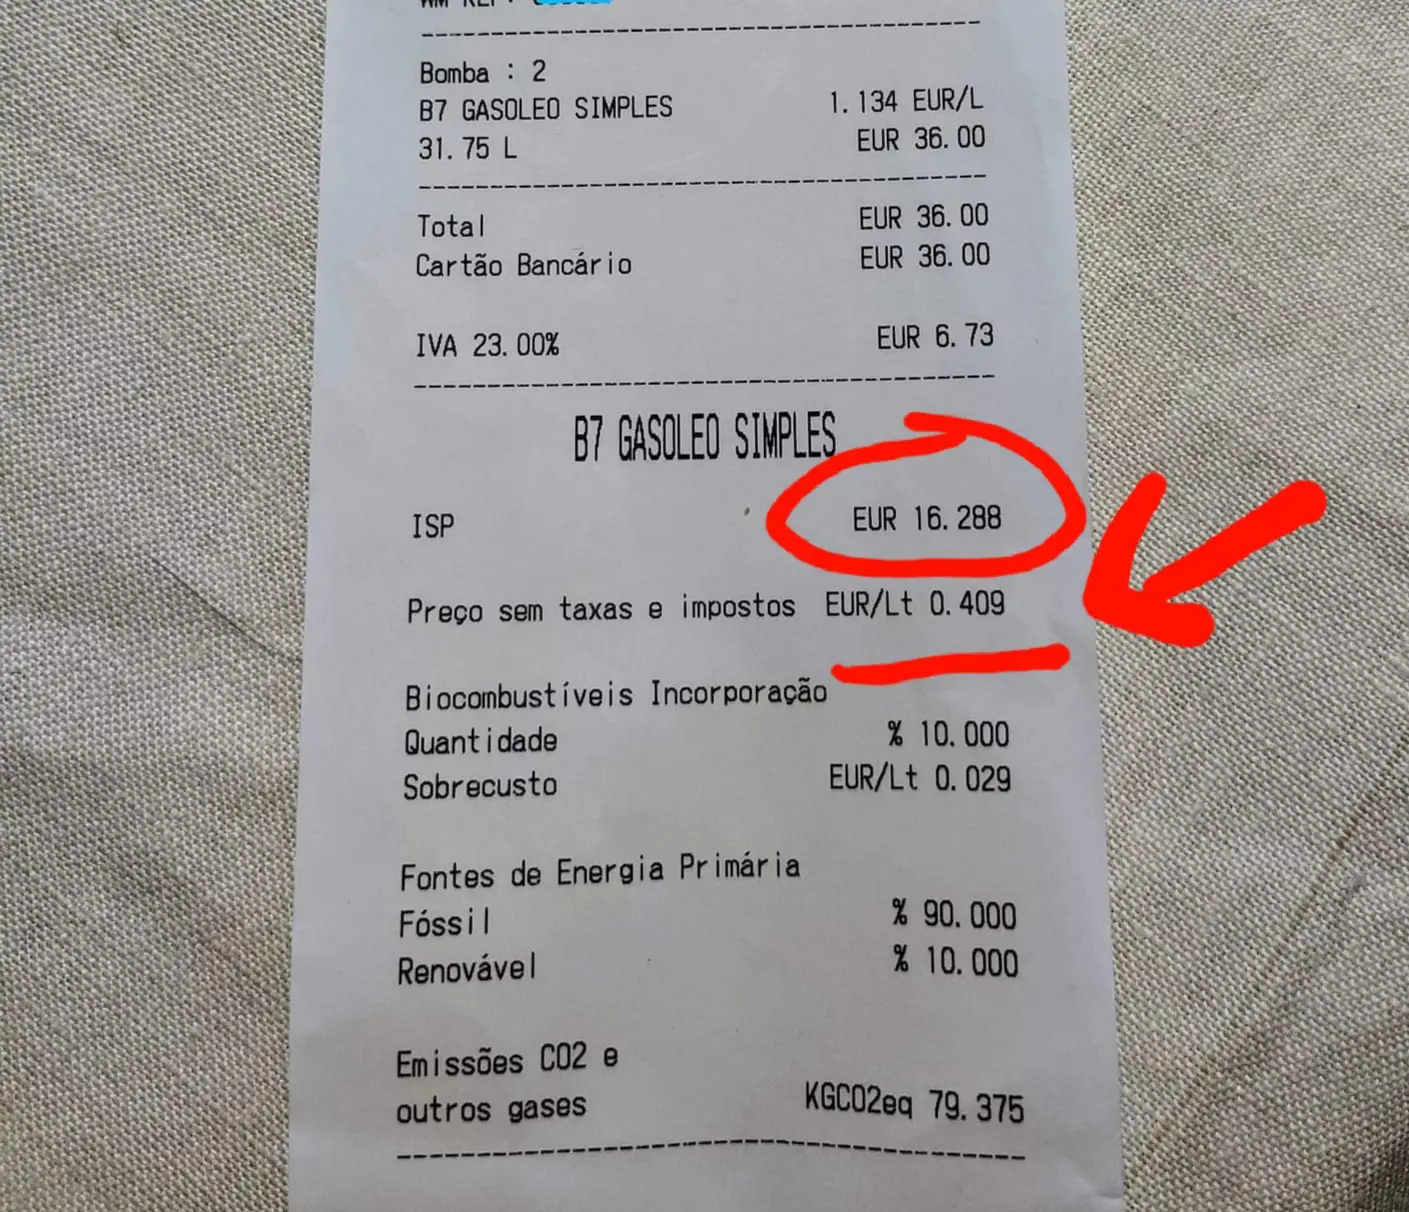 Bomba : 2
B7 GASOLEO SIMPLES 1.134 EUR/L
31.75 L EUR 36.00
Total EUR 36.00
Cartão Bancário EUR 36.00
IVA 23.00% EUR 6.73
B7 GASOLEO SIMPLES
ISP EUR 16.288
Preço sem taxas e impostos EUR/Lt 0.409
Biocombustíveis Incorporação
Quantidade % 10.000
Sobrecusto EUR/Lt 0.029
Fontes de Energia Primária
Fóssil % 90.000
Renovável % 10.000
Emissões CO2 e
outros gases KGCO2eq 79.375